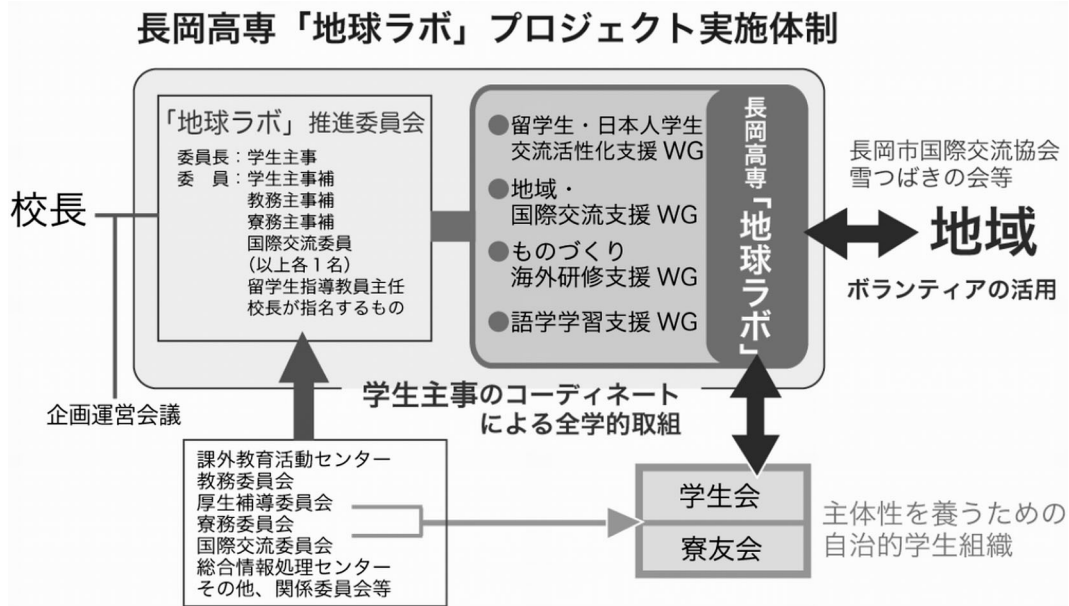 長岡高専「地球ラボ」プロジェクト実施体制
「地球ラボ」推進委員会
委員長：学生主事
委　員：学生主事補
教務主事補
寮務主事補
国際交流委員
(以上各1名)
留学生指導教員主任
校長が指名するもの
校長
企画運営会議
●留学生・日本人学生
交流活性化支援 WG
●地域・
国際交流支援 WG
●ものづくり
海外研修支援 WG
●語学学習支援 WG
長岡高専「地球ラボ」
長岡市国際交流協会
雪つばきの会等
地域
ボランティアの活用
学生主事のコーディネート
による全学的取組
課外教育活動センター
教務委員会
厚生補導委員会
寮務委員会
国際交流委員会
総合情報処理センター
その他、関係委員会等
学生会
寮友会
主体性を養うための
自治的学生組織